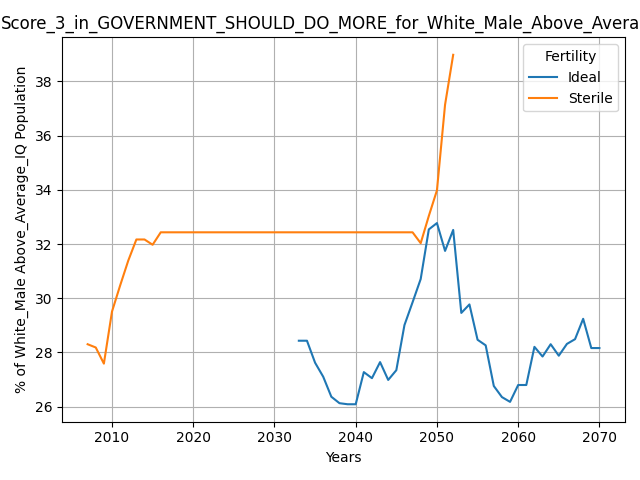 Score_3_in_GOVERNMENT_SHOULD_DO_MORE_for_White_Male_Above_Avera
Fertility
Ideal
Sterile
% of White_Male Above_Average_IQ Population
38
36
34
32
30
28
26
2010 2020 2030 2040 2050 2060 2070
Years